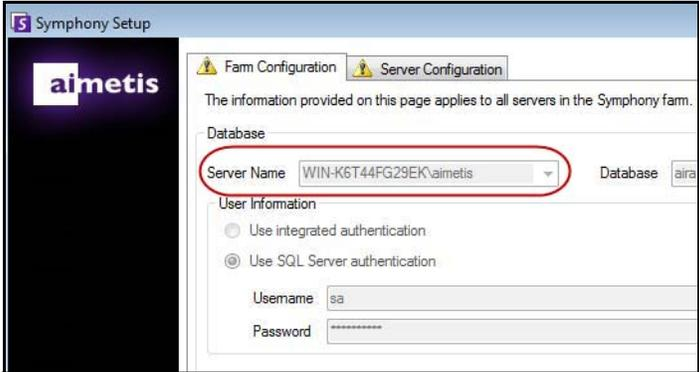 Symphony Setup
aimetis
Farm Configuration
Server Configuration
The information provided on this page applies to all servers in the Symphony farm.
Database
Server Name WIN-K6T44FG29EK\aimetis Database aira
User Information
Use integrated authentication
Use SQL Server authentication
Username sa
Password **********